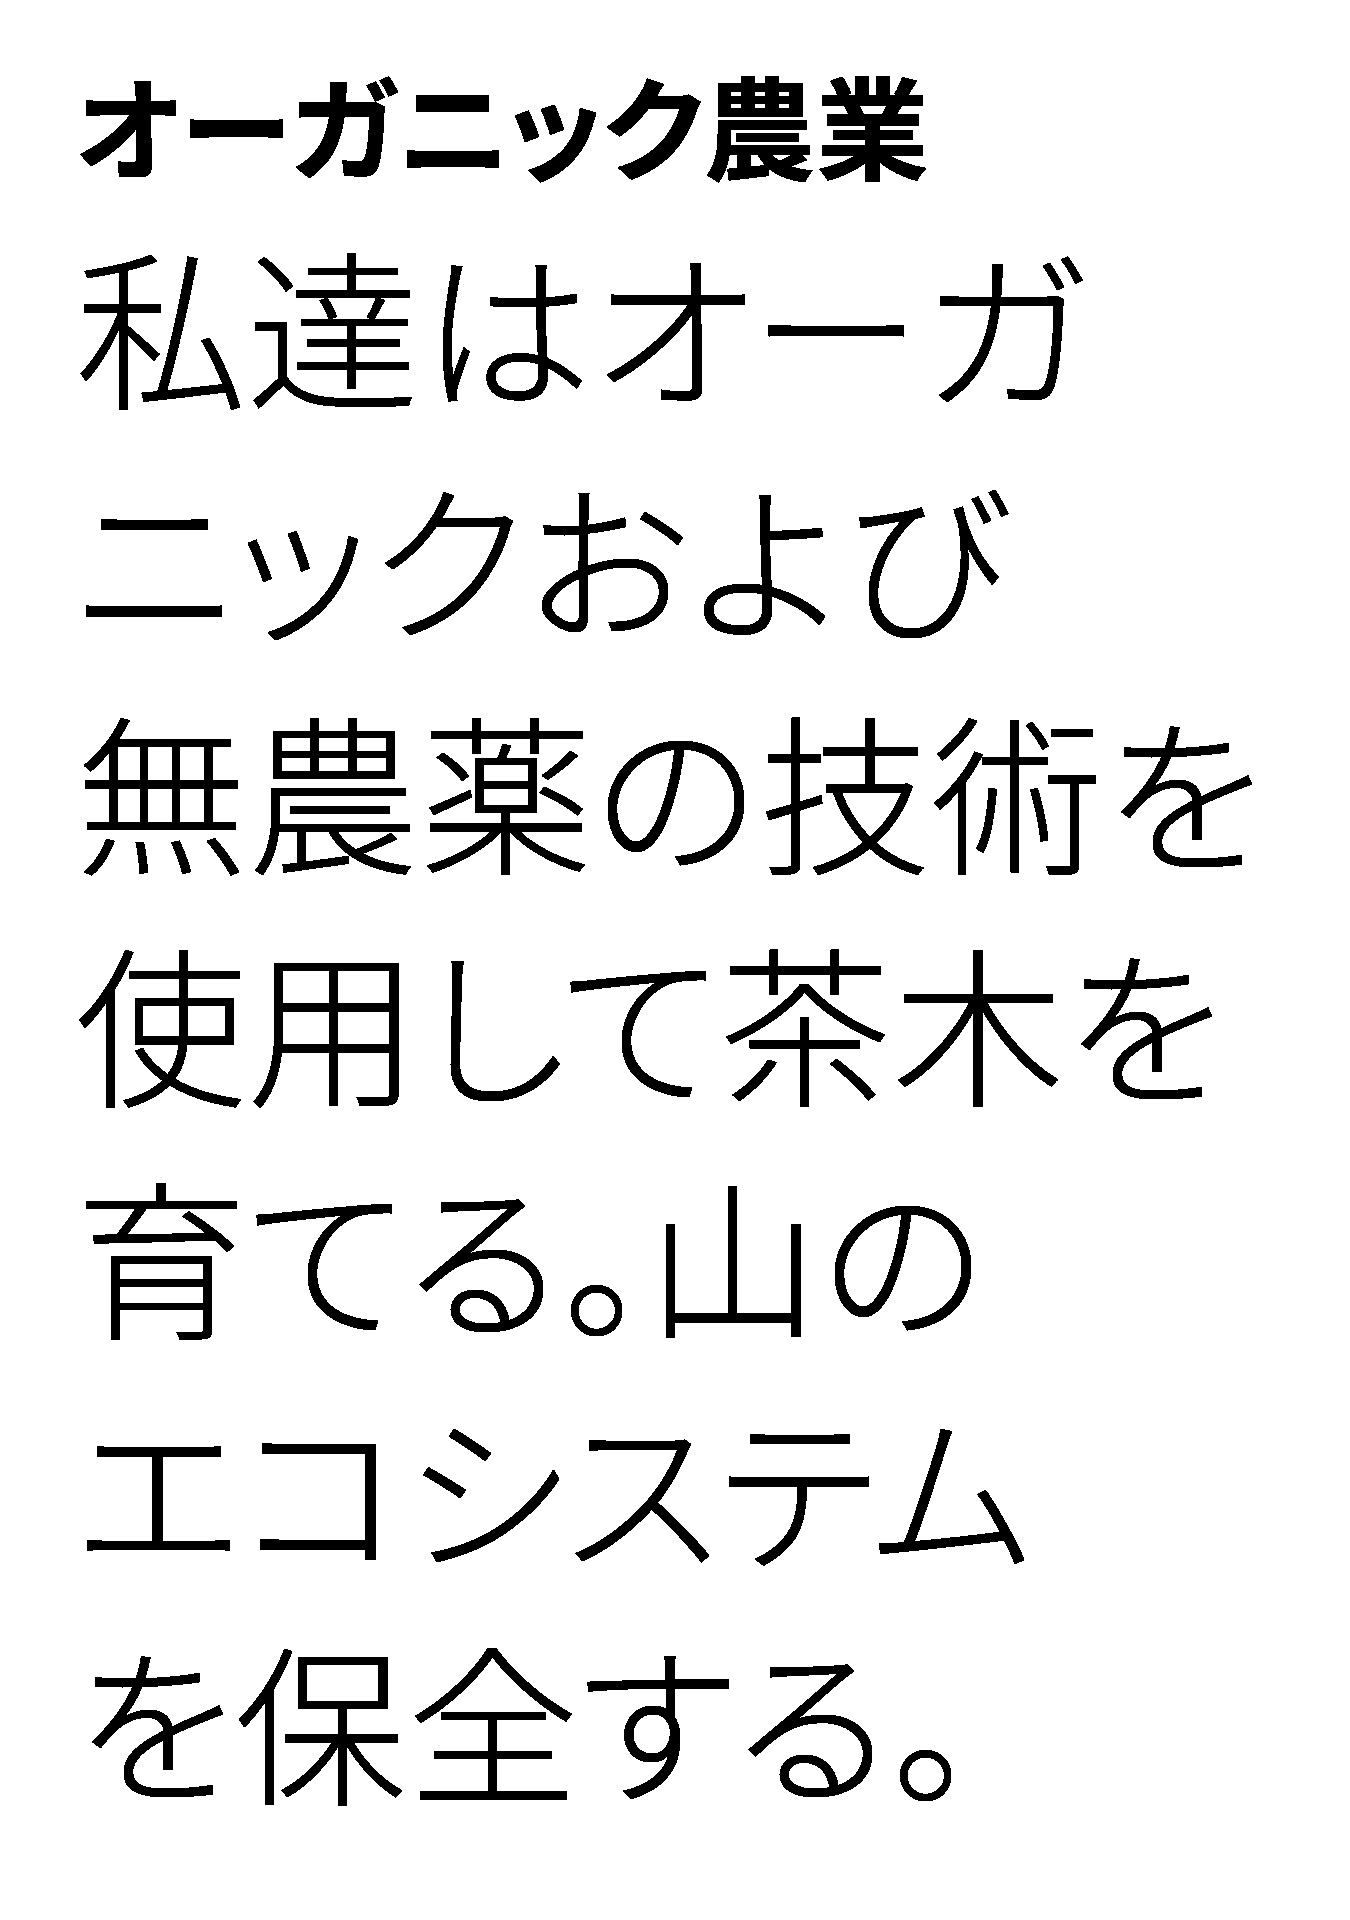 オーガニック農業
私達はオーガ
ニックおよび
無農薬の技術を
使用して茶木を
育てる。山の
エコシステム
を保全する。